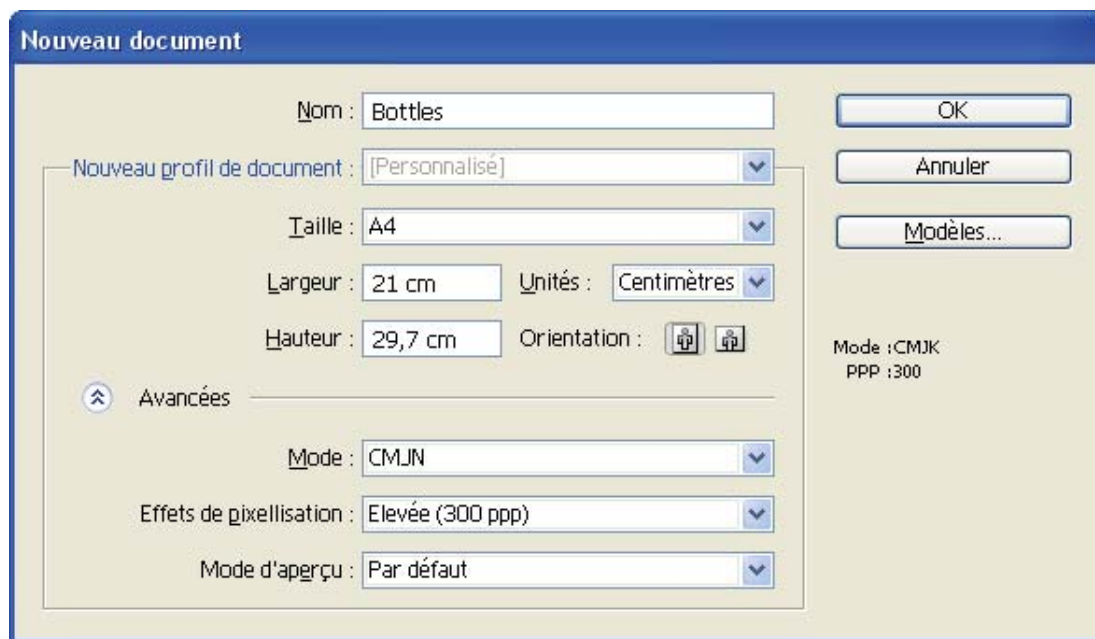 Nouveau document
Nom : Bottles
OK
Nouveau profil de document : [Personnalisé]
Annuler
Taille : A4
Modèles...
Largeur : 21 cm Unités : Centimètres
Hauteur : 29,7 cm Orientation :
Mode :CMJK
PPP :300
Avancées
Mode : CMJN
Effets de pixellisation : Elevée (300 ppp)
Mode d'aperçu : Par défaut